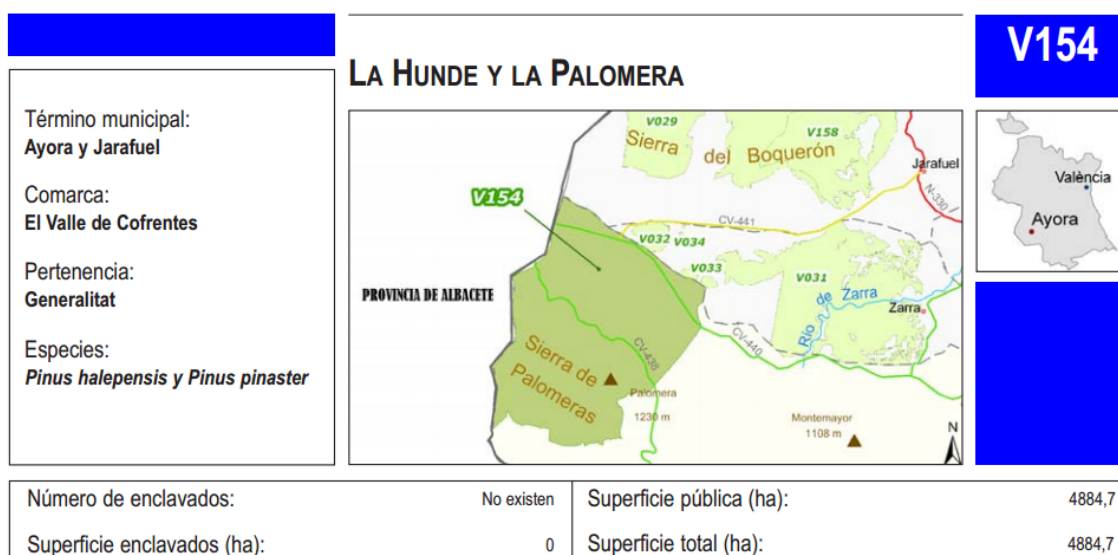 V154
LA HUNDE Y LA PALOMERA
Término municipal:
Ayora y Jarafuel
Comarca:
El Valle de Cofrentes
Pertenencia:
Generalitat
Especies:
Pinus halepensis y Pinus pinaster
V029
V158
Sierra del Boquerón
Jarafuel
N-330
V154
CV-441
V032
V034
V033
V031
PROVINCIA DE ALBACETE
Río de Zarra
Zarra
CV-436
CV-440
Sierra de Palomeras
Palomera
1230 m
Montemayor
1108 m
N
València
Ayora
Número de enclavados: No existen
Superficie pública (ha): 4884,7
Superficie enclavados (ha): 0
Superficie total (ha): 4884,7